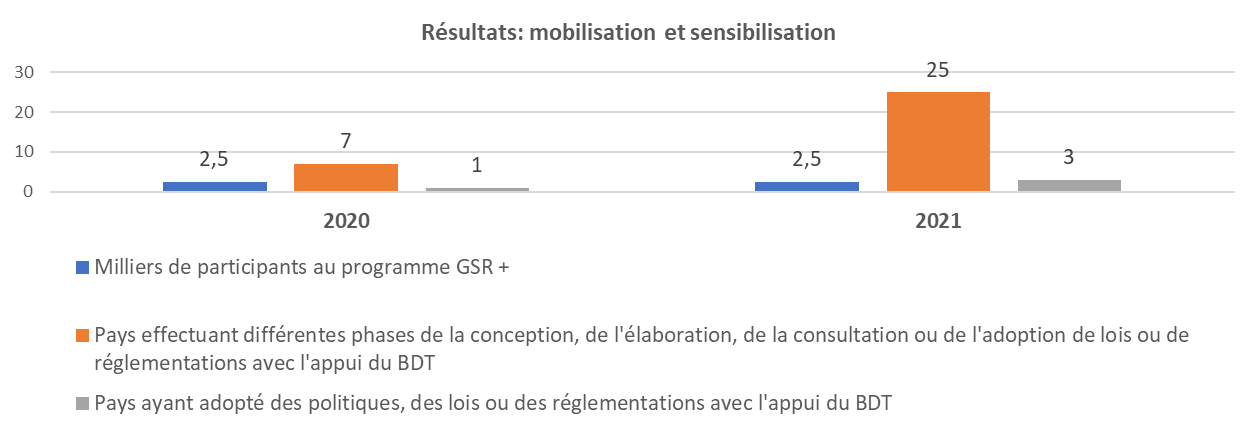 Résultats: mobilisation et sensibilisation
30
20
10
0
2,5
7
1
2,5
25
3
2020
2021
Milliers de participants au programme GSR +
Pays effectuant différentes phases de la conception, de l'élaboration, de la consultation ou de l'adoption de lois ou de
réglementations avec l'appui du BDT
Pays ayant adopté des politiques, des lois ou des réglementations avec l'appui du BDT